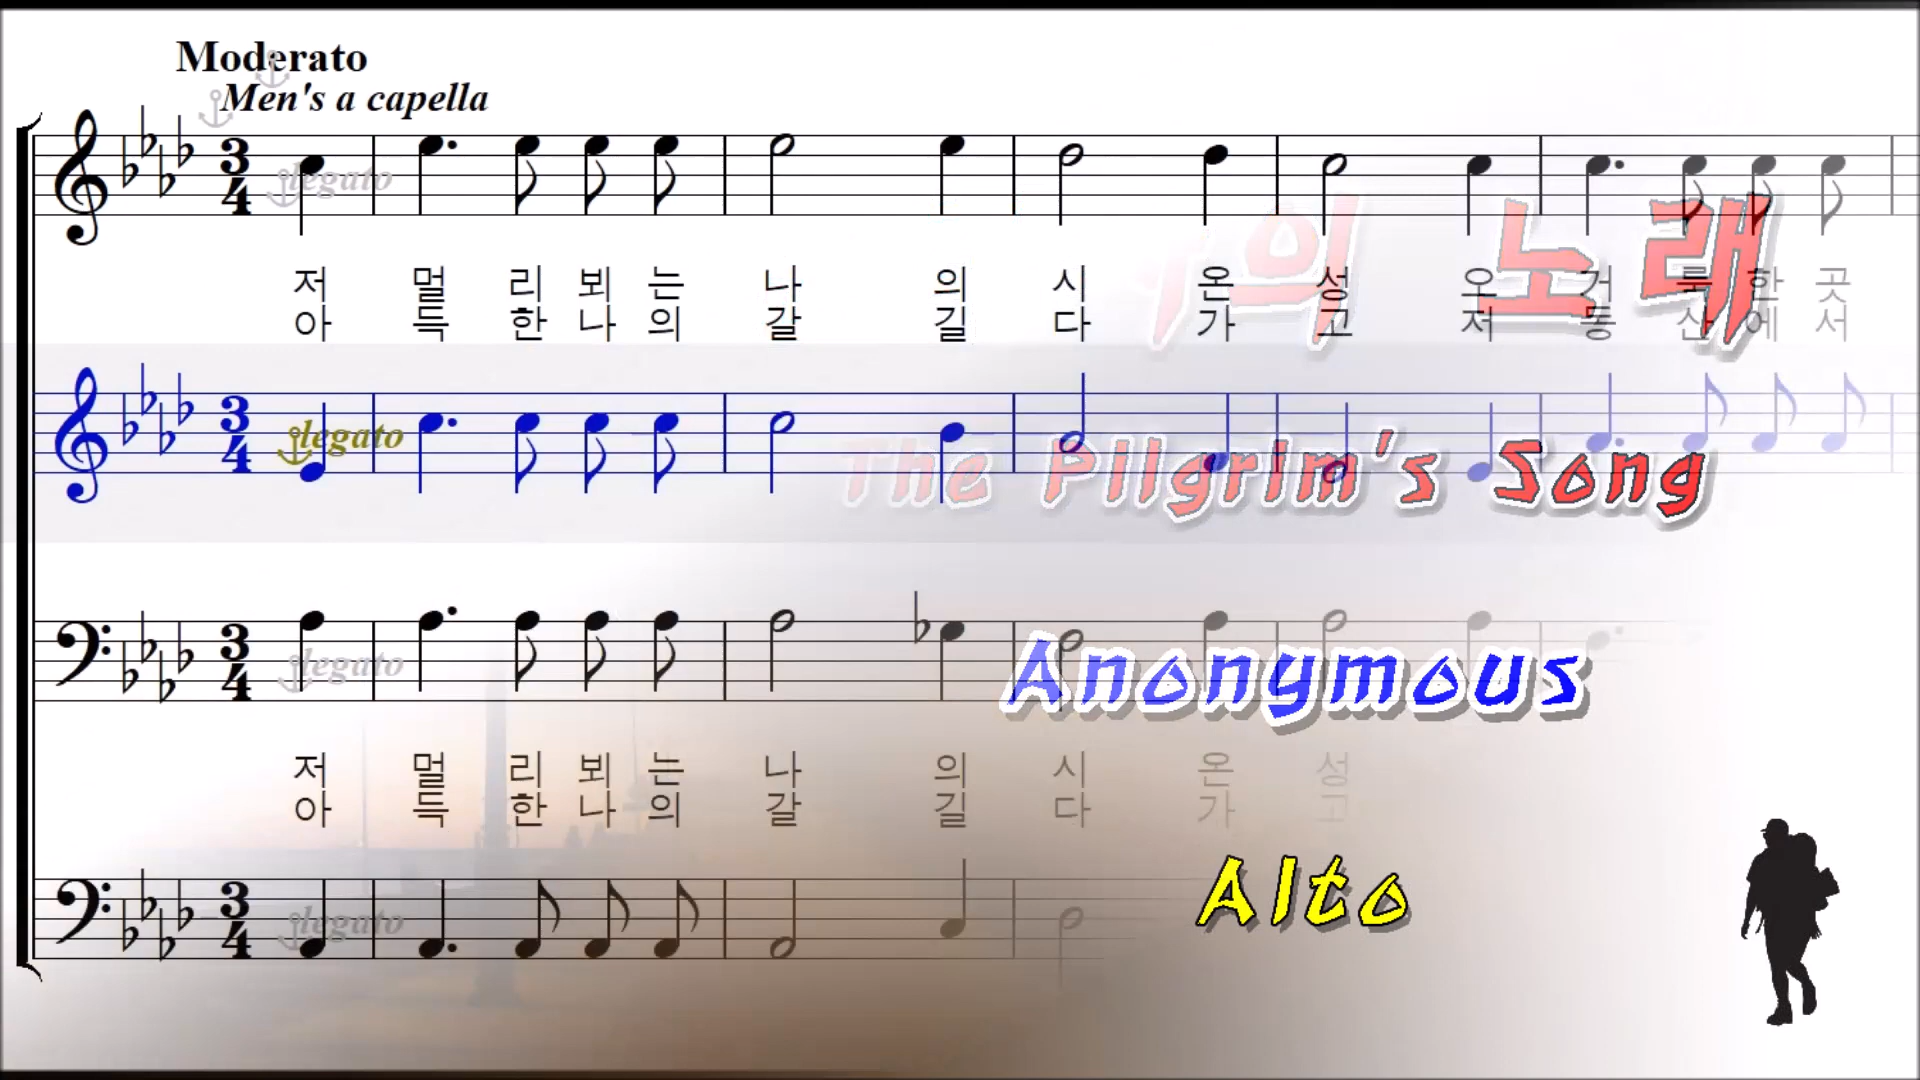 Moderato
Men's a capella
legato
저 멀 리 뵈 는 나 의 시 온 성 오 거 룩 한 곳
아 득 한 나 의 갈 길 다 가 고 저 동 산 에 서
의 노래
legato
The Pilgrim's Song
legato
Anonymous
저 멀 리 뵈 는 나 의 시 온 성
아 득 한 나 의 갈 길 다 가 고
Alto
legato